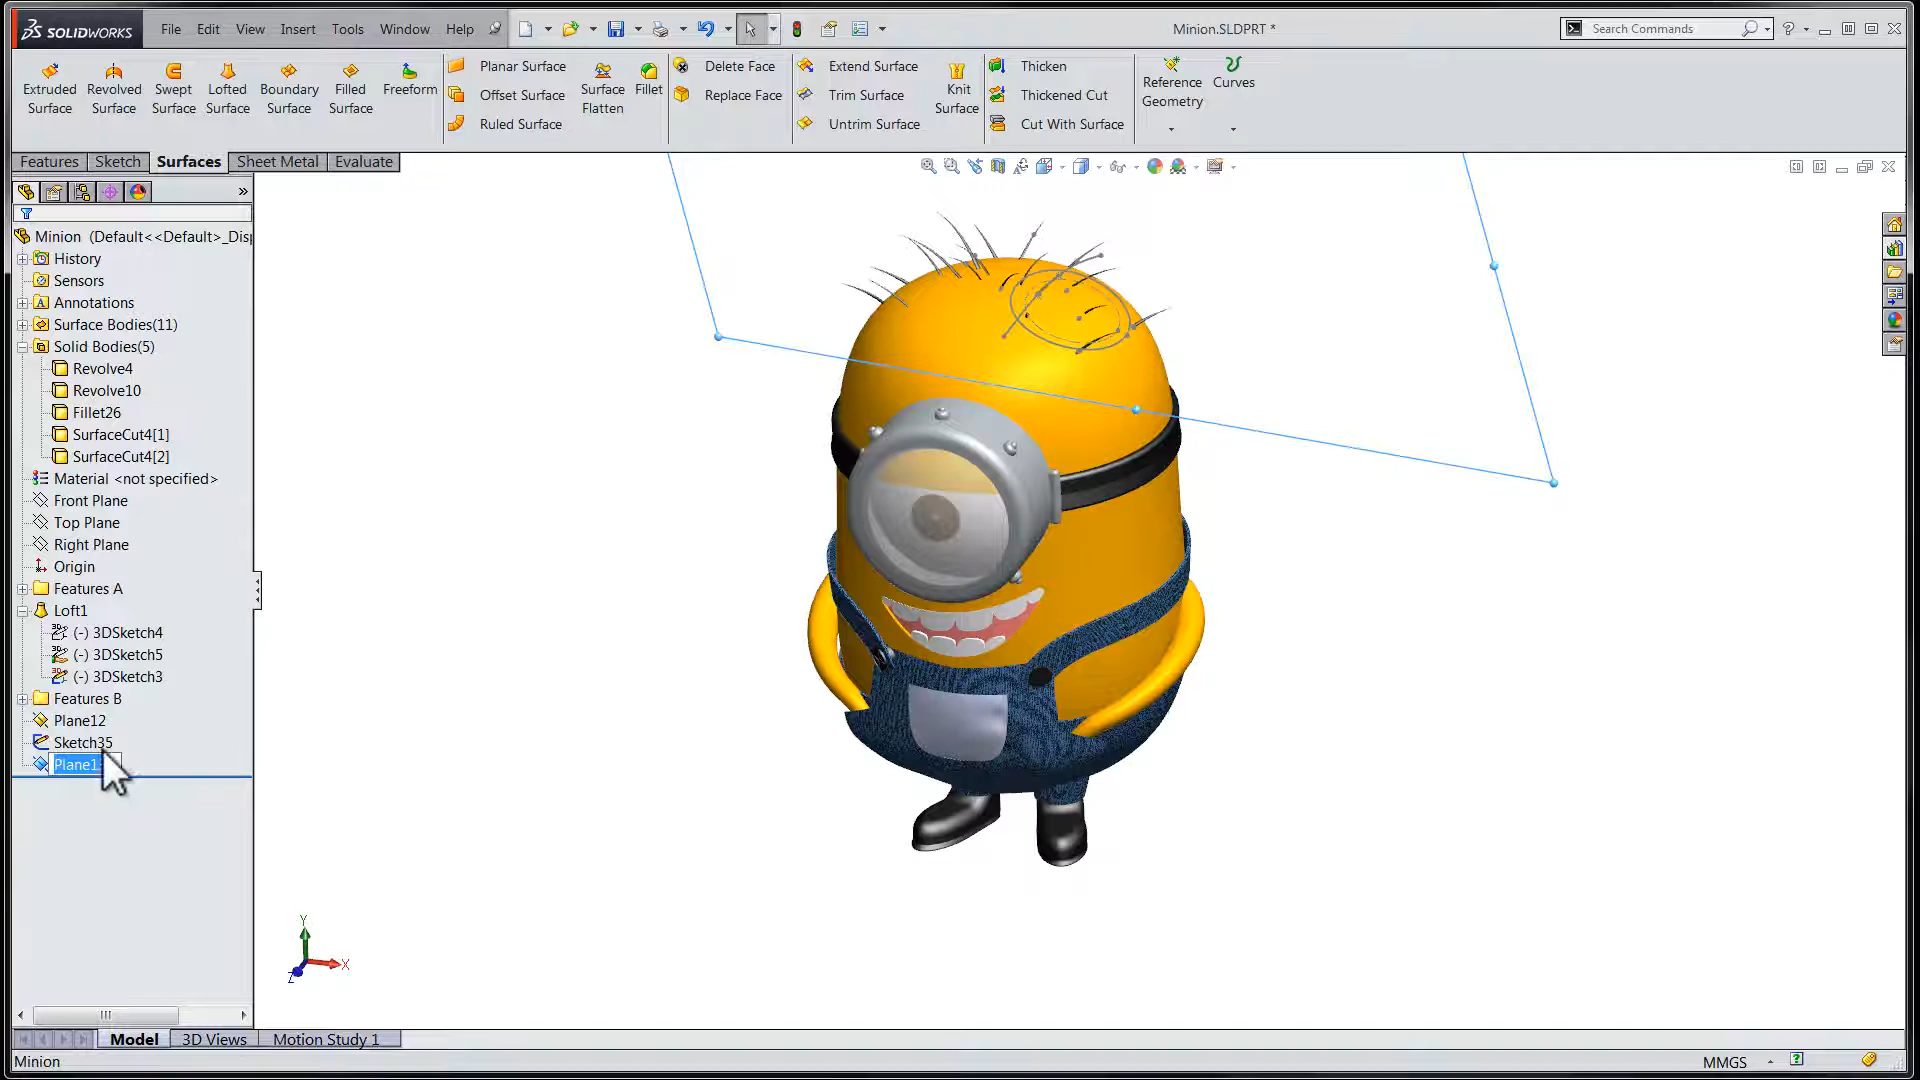 SOLIDWORKS File Edit View Insert Tools Window Help Minion.SLDPRT * Search Commands
Extruded Surface
Revolved Surface
Swept Surface
Lofted Surface
Boundary Surface
Filled Surface
Freeform
Planar Surface
Offset Surface
Ruled Surface
Surface Flatten
Fillet
Delete Face
Replace Face
Extend Surface
Trim Surface
Untrim Surface
Knit Surface
Thicken
Thickened Cut
Cut With Surface
Reference Geometry
Curves
Features Sketch Surfaces Sheet Metal Evaluate
Minion (Default<<Default>_Disp
History
Sensors
Annotations
Surface Bodies(11)
Solid Bodies(5)
Revolve4
Revolve10
Fillet26
SurfaceCut4[1]
SurfaceCut4[2]
Material <not specified>
Front Plane
Top Plane
Right Plane
Origin
Features A
Loft1
(-) 3DSketch4
(-) 3DSketch5
(-) 3DSketch3
Features B
Plane12
Sketch35
Y
X
Z
Model 3D Views Motion Study 1
Minion MMGS